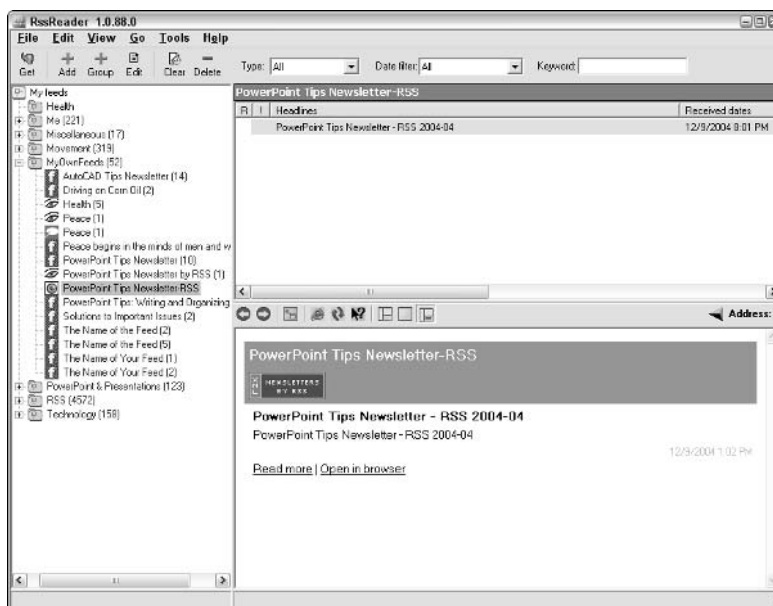 RssReader 1.0.88.0
File Edit View Go Tools Help
Get Add Group Edit Clear Delete Type: All Date filter: All Keyword:
My feeds
Health
Me (221)
Miscellaneous (17)
Movement (319)
MyOwnFeeds (52)
AutoCAD Tips Newsletter (14)
Driving on Corn Oil (2)
Health (5)
Peace (1)
Peace (1)
Peace begins in the minds of men and w
PowerPoint Tips Newsletter (10)
PowerPoint Tips Newsletter by RSS (1)
PowerPoint Tips Newsletter-RSS
PowerPoint Tips: Writing and Organizing
Solutions to Important Issues (2)
The Name of the Feed (2)
The Name of the Feed (5)
The Name of Your Feed (1)
The Name of Your Feed (2)
PowerPoint & Presentations (123)
RSS (4572)
Technology (159)
PowerPoint Tips Newsletter-RSS
R ! Headlines Received dates
PowerPoint Tips Newsletter - RSS 2004-04 12/9/2004 8:01 PM
Address:
PowerPoint Tips Newsletter-RSS
XML NEWSLETTERS
BY RSS
PowerPoint Tips Newsletter - RSS 2004-04
PowerPoint Tips Newsletter - RSS 2004-04
12/9/2004 1:02 PM
Read more | Open in browser